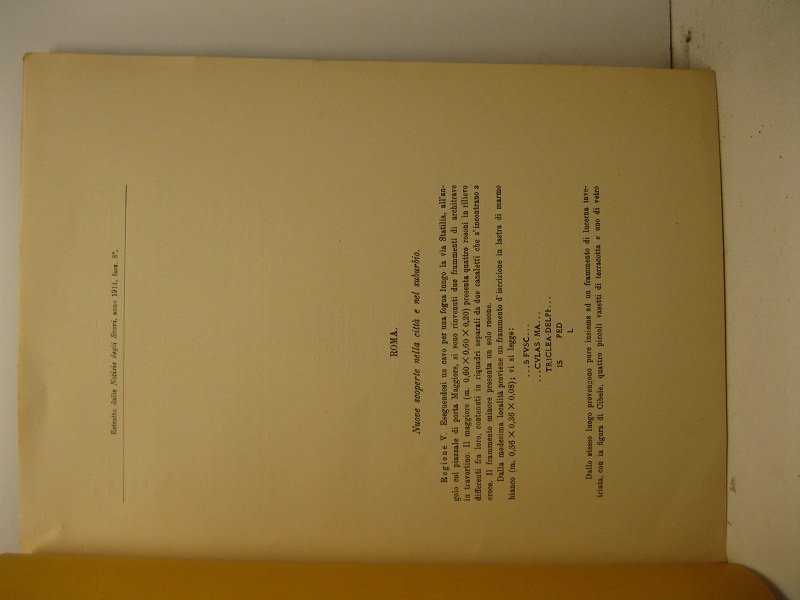 Estratto dalle Notizie degli Scavi, anno 1914, fasc. 8°.
ROMA.
Nuove scoperte nella città e nel suburbio.
Regione V. Eseguendosi un cavo per una fogna lungo la via Statilia, all'an-
golo col piazzale di porta Maggiore, si sono rinvenuti due frammenti di architrave
in travertino. Il maggiore (m. 0,60 × 0,60 × 0,20) presenta quattro rosoni in rilievo
differenti fra loro, contenuti in riquadri separati da due canaletti che s'incontrano a
croce. Il frammento minore presenta un solo rosone.
Dalla medesima località proviene un frammento d'iscrizione in lastra di marmo
bianco (m. 0,36 × 0,36 × 0,08); vi si legge:
...S FVSC...
...CVLAS·MA...
TRICLEA·DELPI...
IS PED
L
Dallo stesso luogo provengono pure insieme ad un frammento di lucerna inve-
triata, con la figura di Cibele, quattro piccoli vasetti di terracotta e uno di vetro